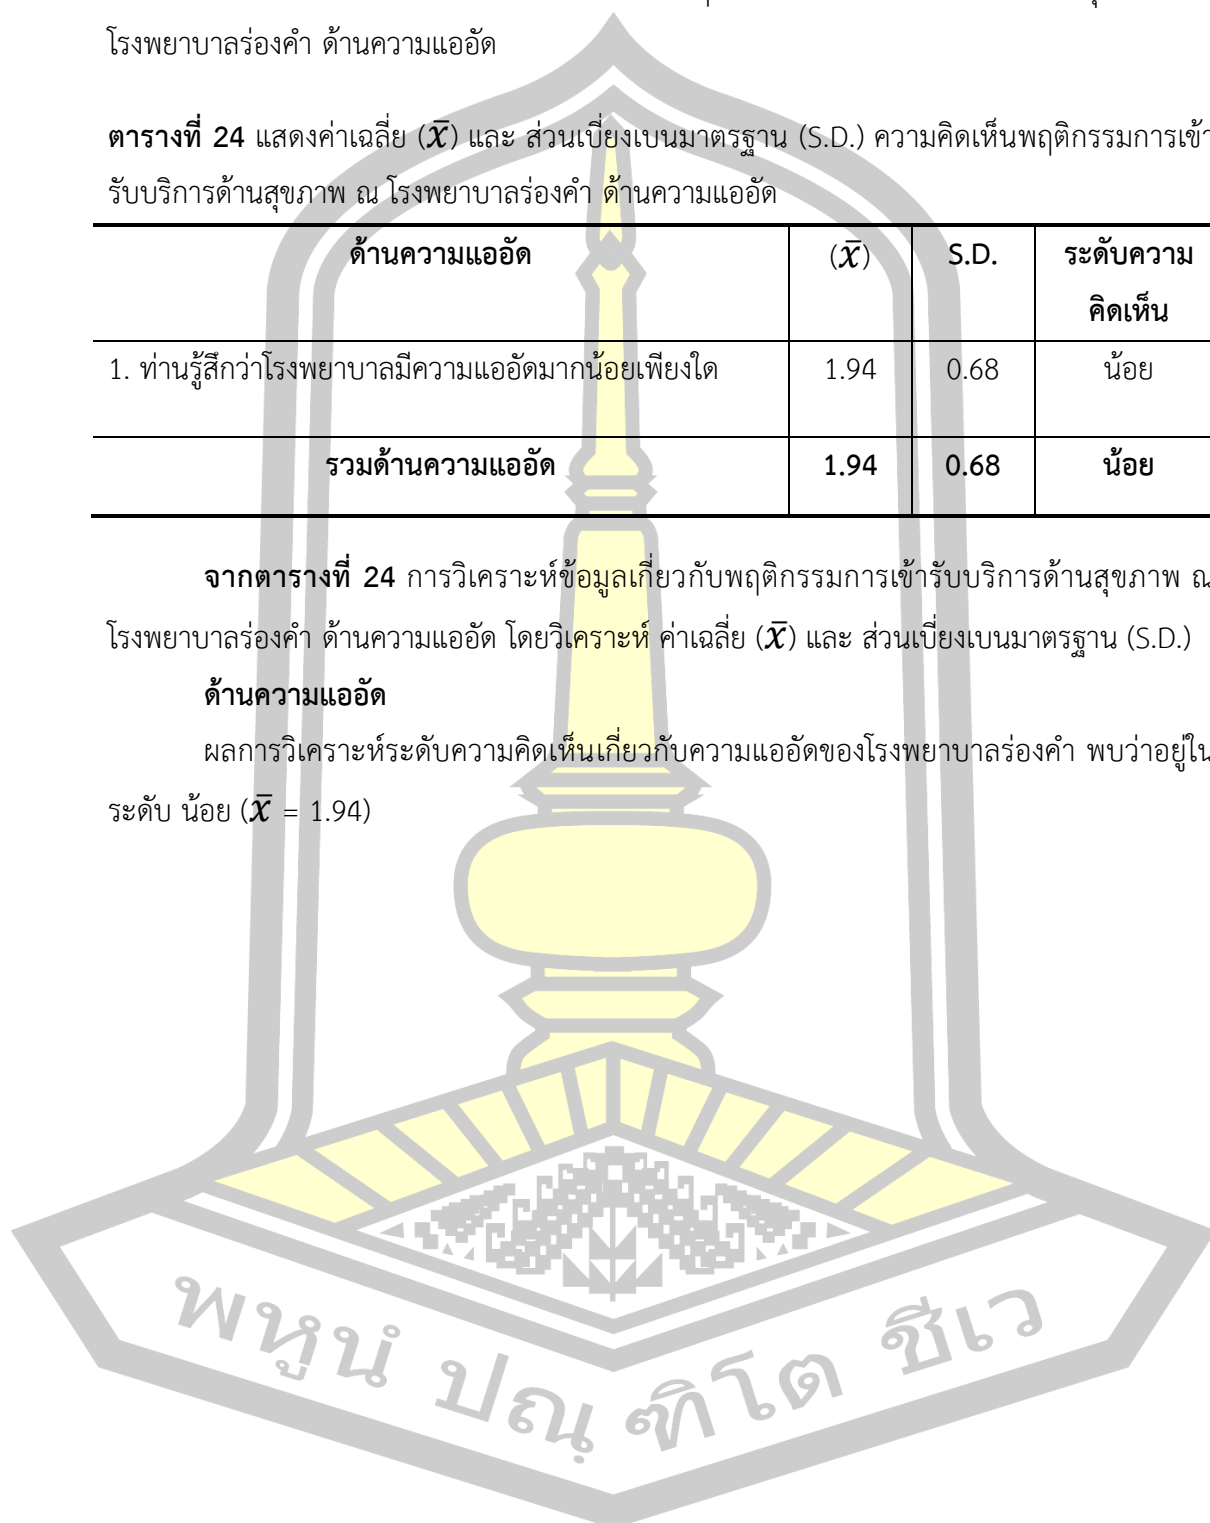 โรงพยาบาลร่องคำ ด้านความแออัด
ตารางที่ 24 แสดงค่าเฉลี่ย (x̄) และ ส่วนเบี่ยงเบนมาตรฐาน (S.D.) ความคิดเห็นพฤติกรรมการเข้า
รับบริการด้านสุขภาพ ณ โรงพยาบาลร่องคำ ด้านความแออัด
ด้านความแออัด (x̄) S.D. ระดับความ
คิดเห็น
1. ท่านรู้สึกว่าโรงพยาบาลมีความแออัดมากน้อยเพียงใด 1.94 0.68 น้อย
รวมด้านความแออัด 1.94 0.68 น้อย
จากตารางที่ 24 การวิเคราะห์ข้อมูลเกี่ยวกับพฤติกรรมการเข้ารับบริการด้านสุขภาพ ณ
โรงพยาบาลร่องคำ ด้านความแออัด โดยวิเคราะห์ ค่าเฉลี่ย (x̄) และ ส่วนเบี่ยงเบนมาตรฐาน (S.D.)
ด้านความแออัด
ผลการวิเคราะห์ระดับความคิดเห็นเกี่ยวกับความแออัดของโรงพยาบาลร่องคำ พบว่าอยู่ใน
ระดับ น้อย (x̄ = 1.94)
พหูนํ ปณฺฑิโต ชีเว